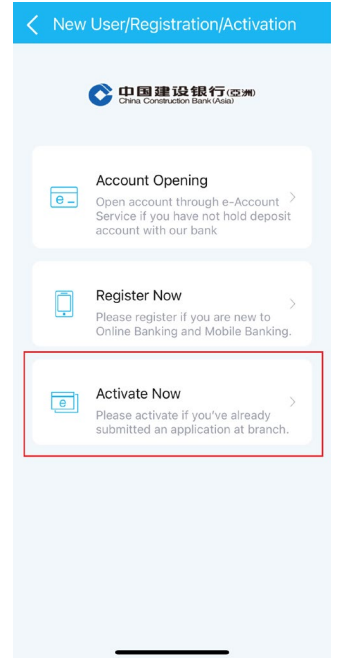 New User/Registration/Activation
中国建设银行(亞洲)
China Construction Bank (Asia)
Account Opening
Open account through e-Account
Service if you have not hold deposit
account with our bank
Register Now
Please register if you are new to
Online Banking and Mobile Banking.
Activate Now
Please activate if you've already
submitted an application at branch.